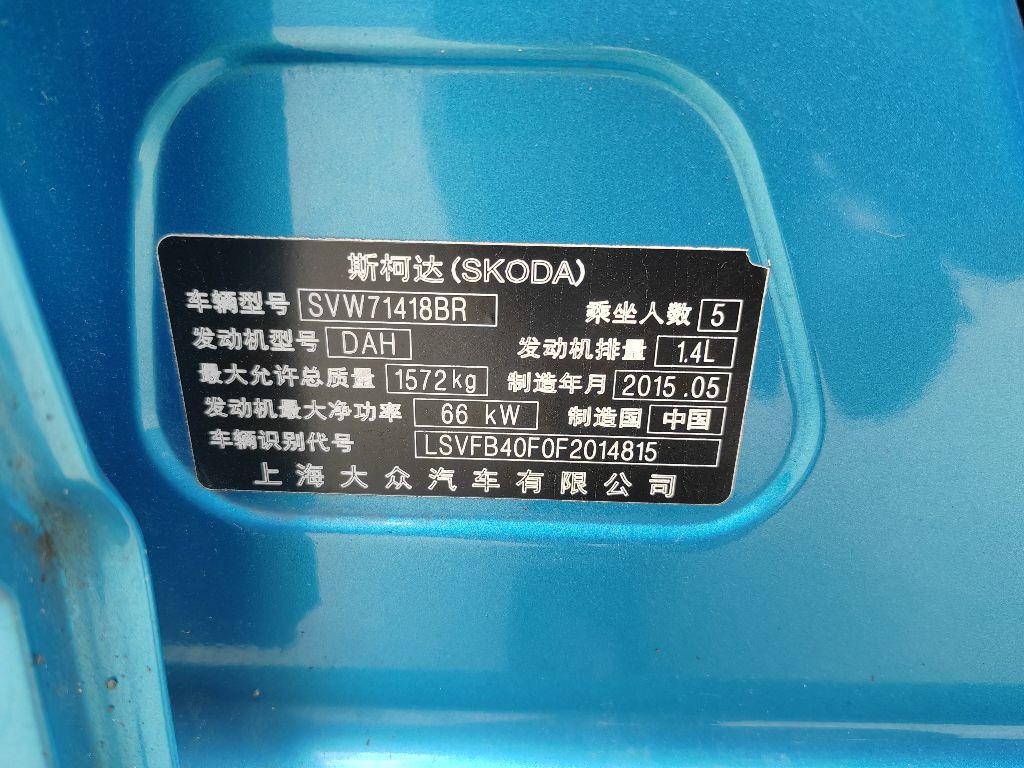 斯柯达(SKODA)
车辆型号 SVW71418BR 乘坐人数 5
发动机型号 DAH 发动机排量 1.4L
最大允许总质量 1572kg 制造年月 2015.05
发动机最大净功率 66 kW 制造国 中国
车辆识别代号 LSVFB40F0F2014815
上海大众汽车有限公司